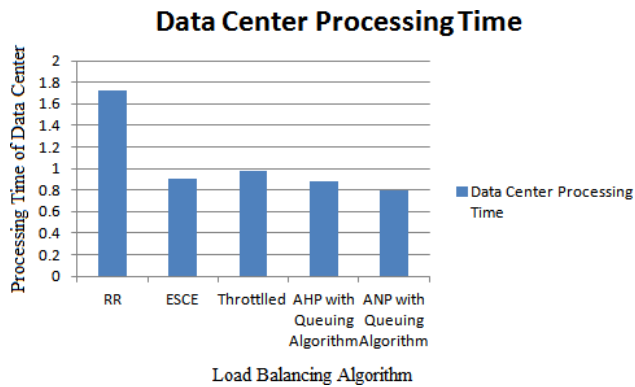 Data Center Processing Time
Processing Time of Data Center
2
1.8
1.6
1.4
1.2
1
0.8
0.6
0.4
0.2
0
RR
ESCE
Throttlled
AHP with
Queuing
Algorithm
ANP with
Queuing
Algorithm
Data Center Processing
Time
Load Balancing Algorithm